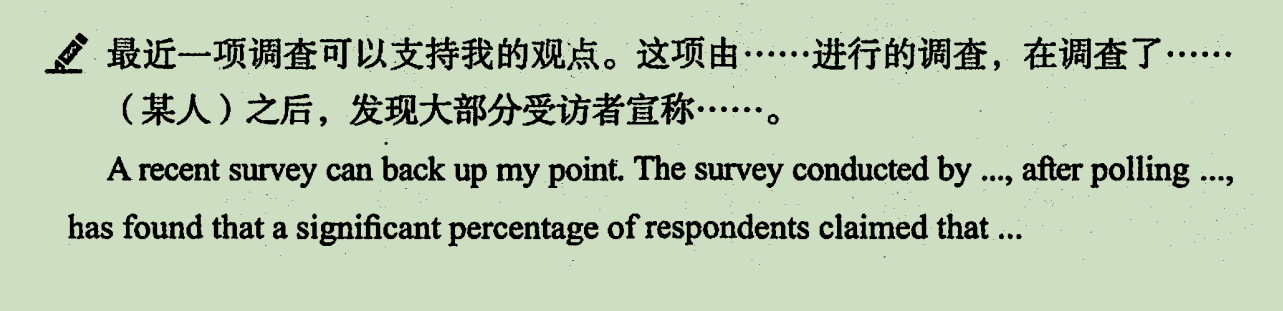 最近一项调查可以支持我的观点。这项由……进行的调查，在调查了……
（某人）之后，发现大部分受访者宣称……。
A recent survey can back up my point. The survey conducted by ..., after polling ...,
has found that a significant percentage of respondents claimed that ...